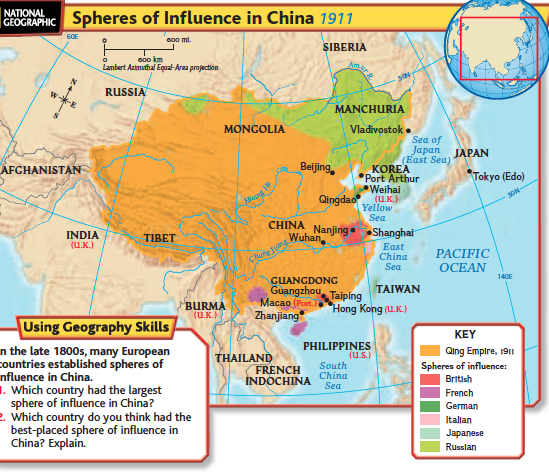 NATIONAL
GEOGRAPHIC
Spheres of Influence in China 1911
60E
0 600 mi.
0 600 km
Lambert Azimuthal Equal-Area projection
N
W E
S
SIBERIA
RUSSIA
Amur R.
50N
MANCHURIA
MONGOLIA
Vladivostok
Sea of
Japan
(East Sea)
JAPAN
Beijing
KOREA
Port Arthur
Tokyo (Edo)
AFGHANISTAN
Weihai
(U.K.)
Huang He
Qingdao
Yellow
Sea
30N
CHINA
Nanjing
Shanghai
INDIA
(U.K.)
TIBET
Wuhan
Chang Jiang
East
China
Sea
PACIFIC
OCEAN
140E
GUANGDONG
TAIWAN
Guangzhou
Taiping
BURMA
(U.K.)
Macao (Port.)
Hong Kong (U.K.)
Zhanjiang
PHILIPPINES
(U.S.)
THAILAND
FRENCH
INDOCHINA
South
China
Sea
Using Geography Skills
n the late 1800s, many European
countries established spheres of
nfluence in China.
1. Which country had the largest
sphere of influence in China?
2. Which country do you think had the
best-placed sphere of influence in
China? Explain.
KEY
Qing Empire, 1911
Spheres of influence:
British
French
German
Italian
Japanese
Russian